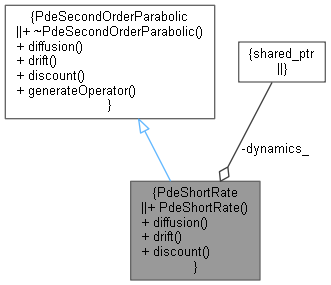 {PdeSecondOrderParabolic
||+ ~PdeSecondOrderParabolic()
+ diffusion()
+ drift()
+ discount()
+ generateOperator()
}
{shared_ptr
||}
-dynamics_
{PdeShortRate
||+ PdeShortRate()
+ diffusion()
+ drift()
+ discount()
}